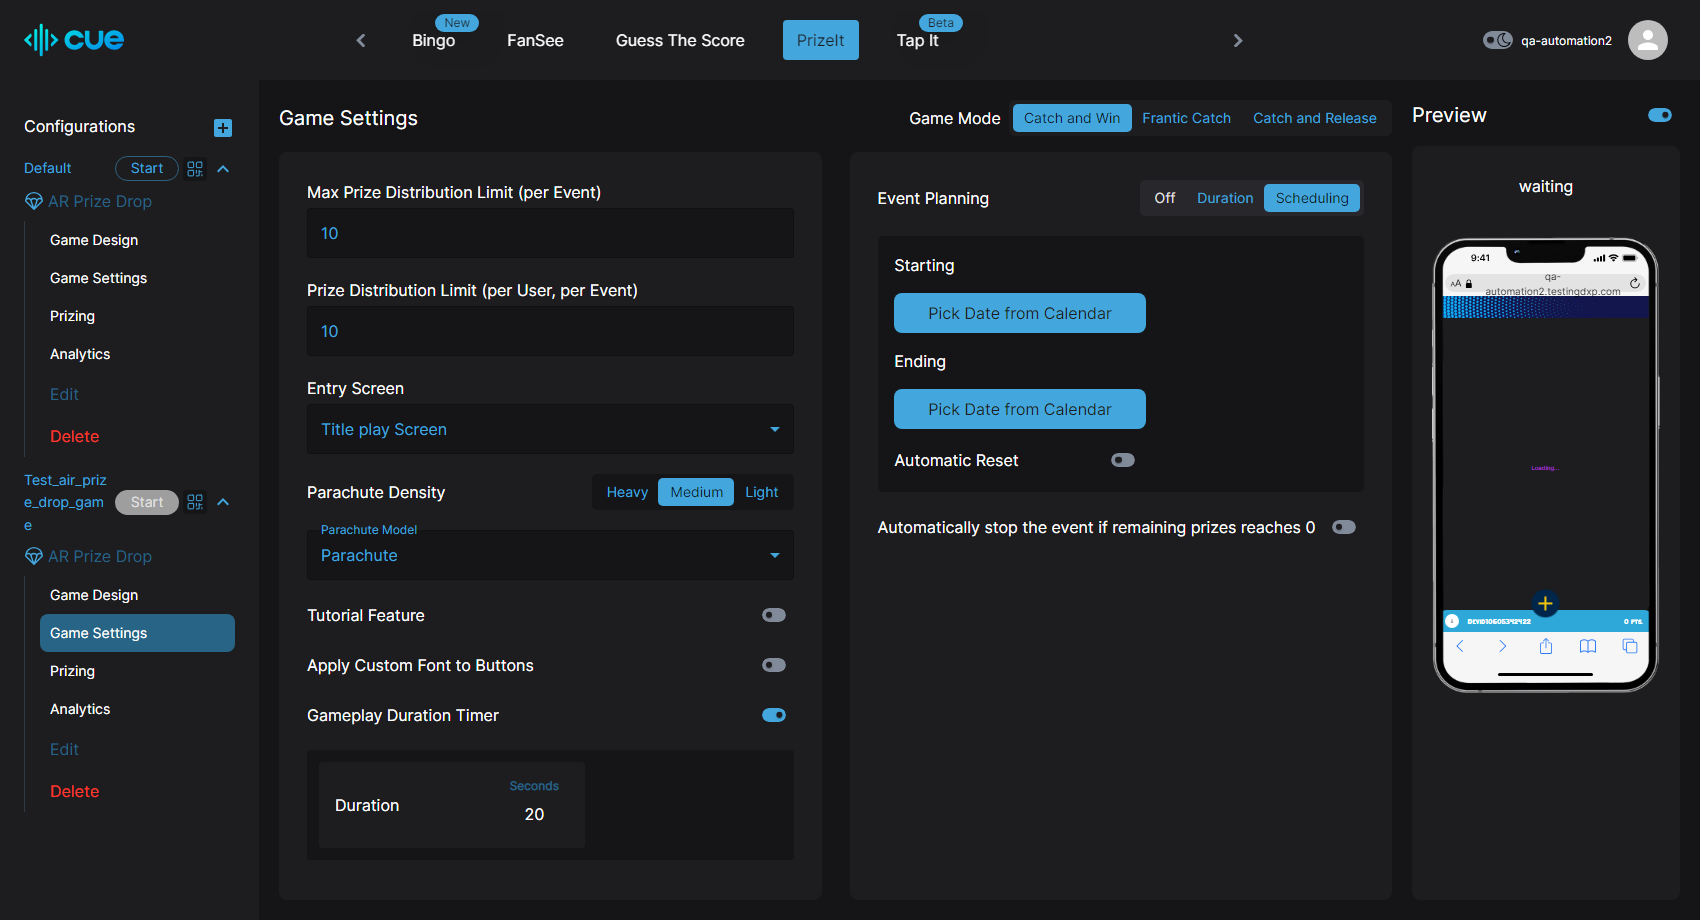 cue
New
Bingo
FanSee
Guess The Score
PrizeIt
Beta
Tap It
qa-automation2
Configurations
Default
Start
AR Prize Drop
Game Design
Game Settings
Prizing
Analytics
Edit
Delete
Test_air_priz
e_drop_gam
e
Start
AR Prize Drop
Game Design
Game Settings
Prizing
Analytics
Edit
Delete
Game Settings
Game Mode
Catch and Win
Frantic Catch
Catch and Release
Max Prize Distribution Limit (per Event)
10
Prize Distribution Limit (per User, per Event)
10
Entry Screen
Title play Screen
Parachute Density
Heavy
Medium
Light
Parachute Model
Parachute
Tutorial Feature
Apply Custom Font to Buttons
Gameplay Duration Timer
Duration
Seconds
20
Event Planning
Off
Duration
Scheduling
Starting
Pick Date from Calendar
Ending
Pick Date from Calendar
Automatic Reset
Automatically stop the event if remaining prizes reaches 0
Preview
waiting
9:41
AA
qa-
automation2.testingdxp.com
Loading...
0 PTS.